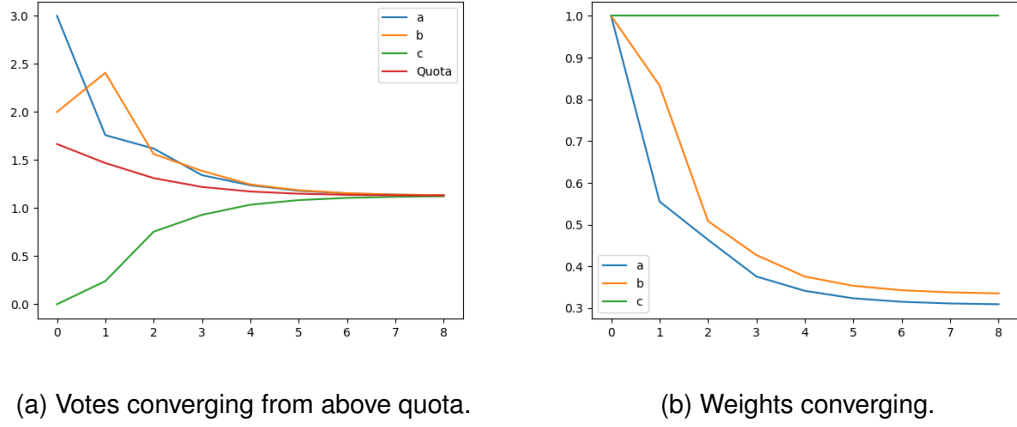 3.0
2.5
2.0
1.5
1.0
0.5
0.0
a
b
c
Quota
0 1 2 3 4 5 6 7 8
(a) Votes converging from above quota.
1.0
0.9
0.8
0.7
0.6
0.5
0.4
0.3
a
b
c
0 1 2 3 4 5 6 7 8
(b) Weights converging.